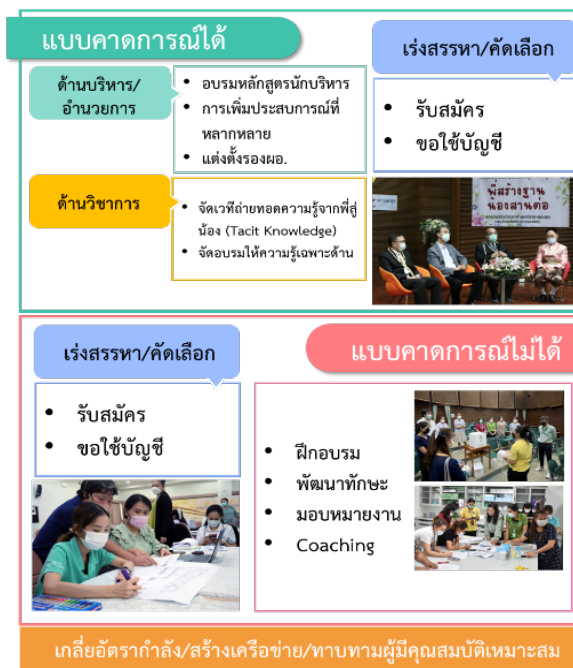 แบบคาดการณ์ได้
เร่งสรรหา/คัดเลือก
ด้านบริหาร/
อำนวยการ
• อบรมหลักสูตรนักบริหาร
• การเพิ่มประสบการณ์ที่
หลากหลาย
• แต่งตั้งรองผอ.
• รับสมัคร
• ขอใช้บัญชี
ด้านวิชาการ
• จัดเวทีถ่ายทอดความรู้จากพี่สู่
น้อง (Tacit Knowledge)
• จัดอบรมให้ความรู้เฉพาะด้าน
พี่สร้างฐาน
น้องสานต่อ
เร่งสรรหา/คัดเลือก
แบบคาดการณ์ไม่ได้
• รับสมัคร
• ขอใช้บัญชี
• ฝึกอบรม
• พัฒนาทักษะ
• มอบหมายงาน
• Coaching
เกลี่ยอัตรากำลัง/สร้างเครือข่าย/ทาบทามผู้มีคุณสมบัติเหมาะสม